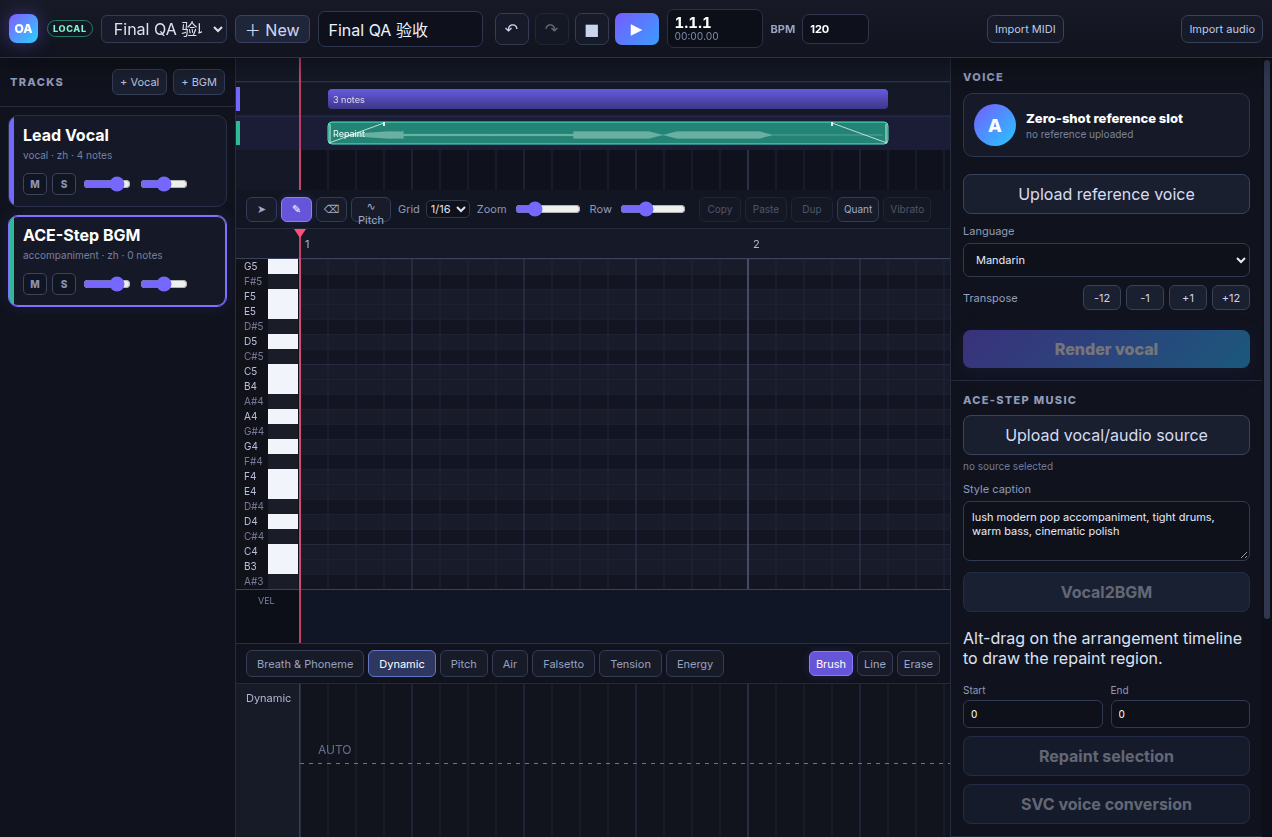 OA LOCAL Final QA 验 + New Final QA 验收 1.1.1 BPM 120 Import MIDI Import audio
00:00.00
TRACKS + Vocal + BGM
Lead Vocal
vocal · zh · 4 notes
M S
ACE-Step BGM
accompaniment · zh · 0 notes
M S
3 notes
Repaint
Pitch Grid 1/16 Zoom Row Copy Paste Dup Quant Vibrato
1 2
G5
F#5
F5
E5
D#5
D5
C#5
C5
B4
A#4
A4
G#4
G4
F#4
F4
E4
D#4
D4
C#4
C4
B3
A#3
VEL
Breath & Phoneme Dynamic Pitch Air Falsetto Tension Energy Brush Line Erase
Dynamic
AUTO
VOICE
A Zero-shot reference slot
no reference uploaded
Upload reference voice
Language
Mandarin
Transpose -12 -1 +1 +12
Render vocal
ACE-STEP MUSIC
Upload vocal/audio source
no source selected
Style caption
lush modern pop accompaniment, tight drums,
warm bass, cinematic polish
Vocal2BGM
Alt-drag on the arrangement timeline
to draw the repaint region.
Start End
0 0
Repaint selection
SVC voice conversion